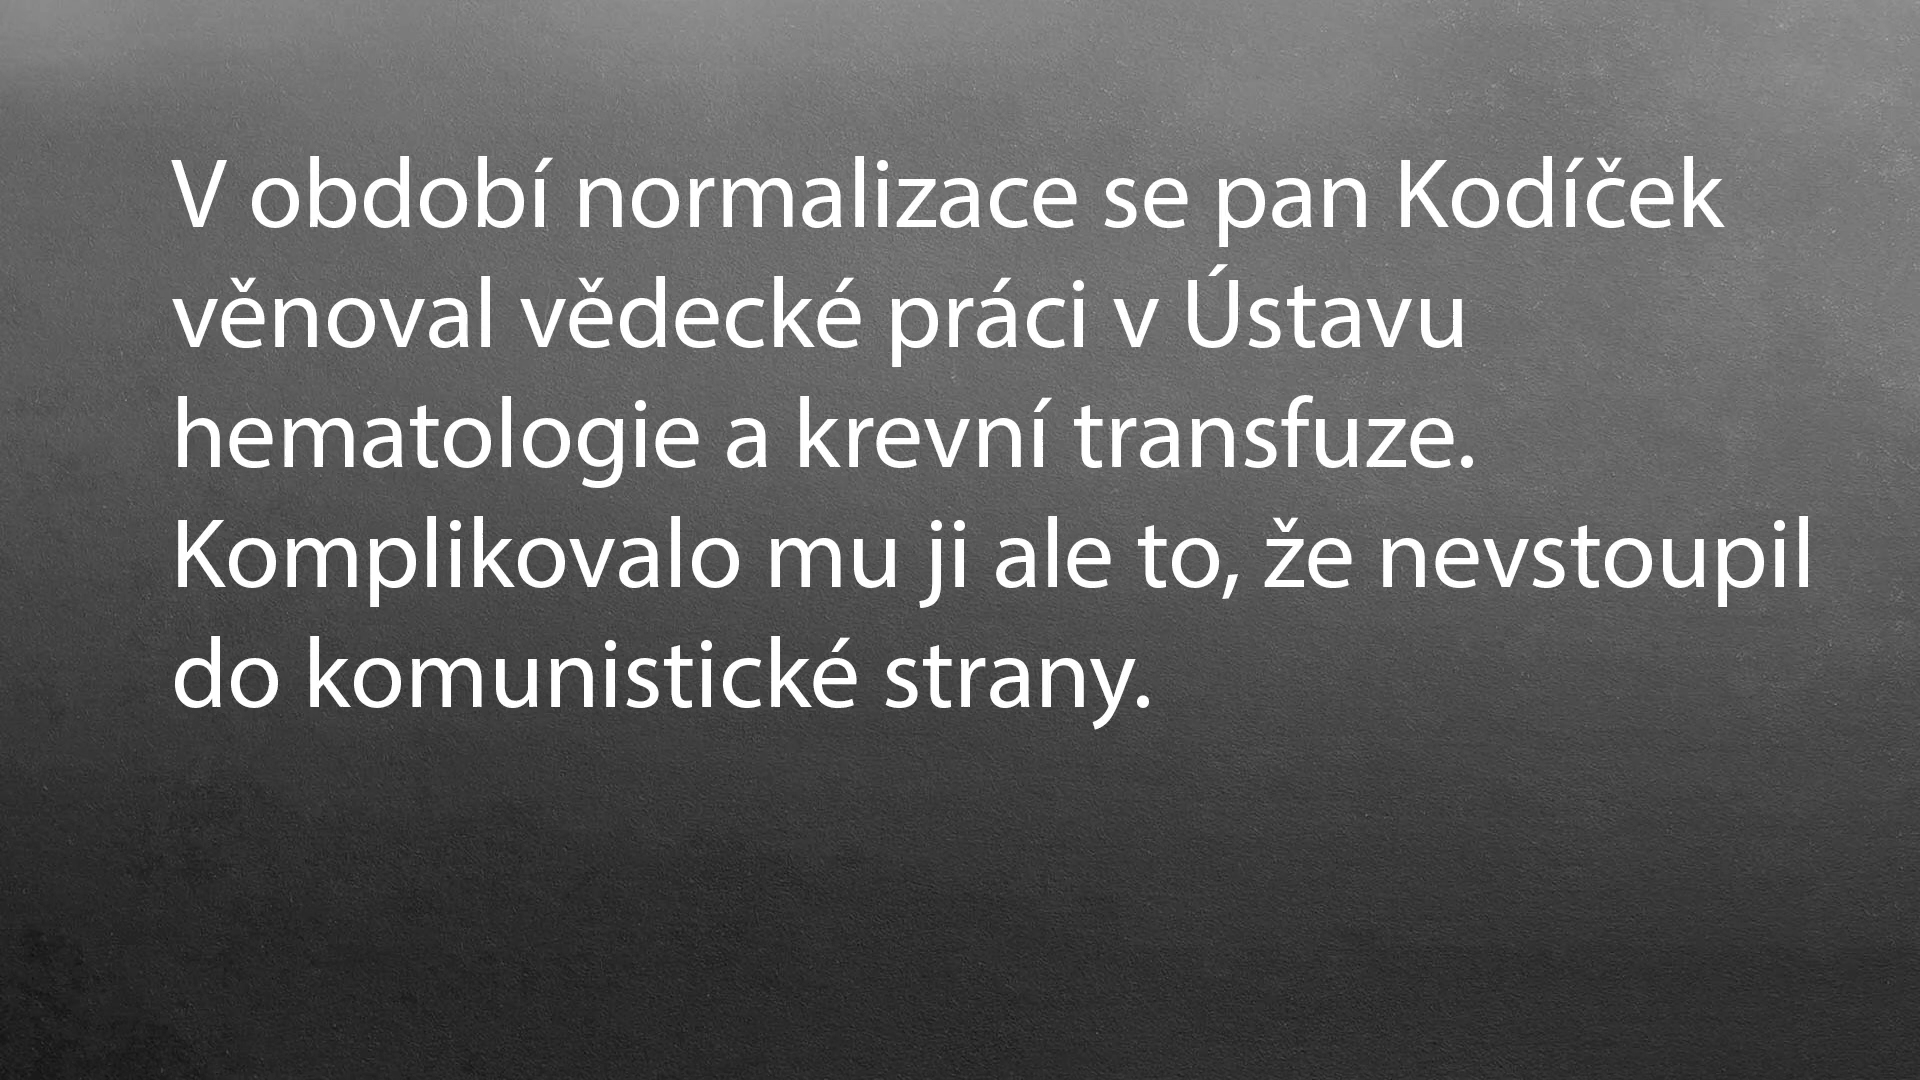 V období normalizace se pan Kodíček
věnoval vědecké práci v Ústavu
hematologie a krevní transfuze.
Komplikovalo mu ji ale to, že nevstoupil
do komunistické strany.